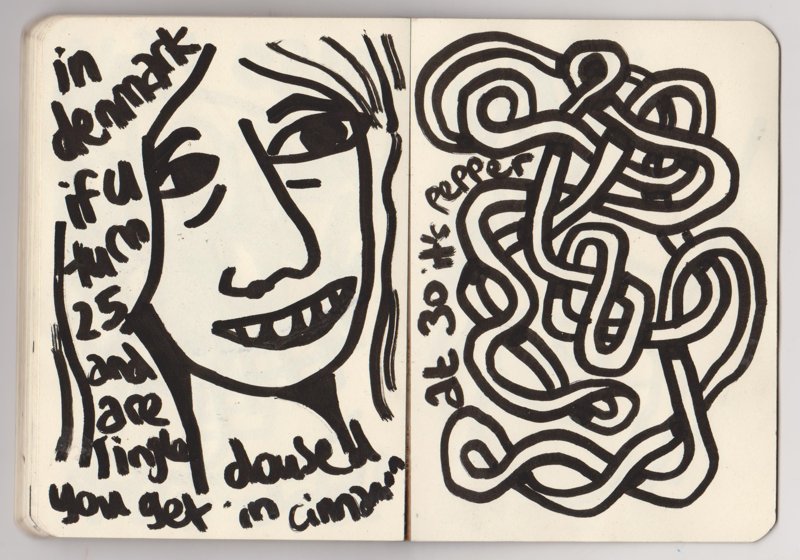 in
denmark
if u
turn
25,
and
are
Single
you get
doused
in cinnamon
at 30 it's pepper